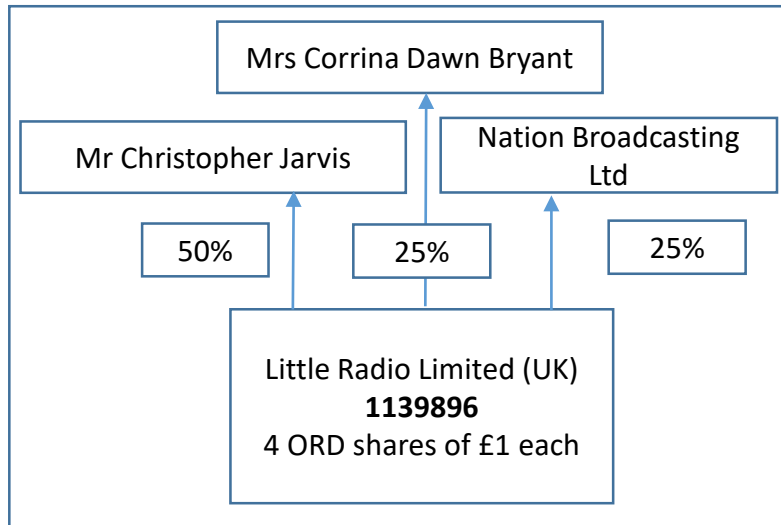 Mrs Corrina Dawn Bryant
Mr Christopher Jarvis
Nation Broadcasting
Ltd
50%
25%
25%
Little Radio Limited (UK)
1139896
4 ORD shares of £1 each